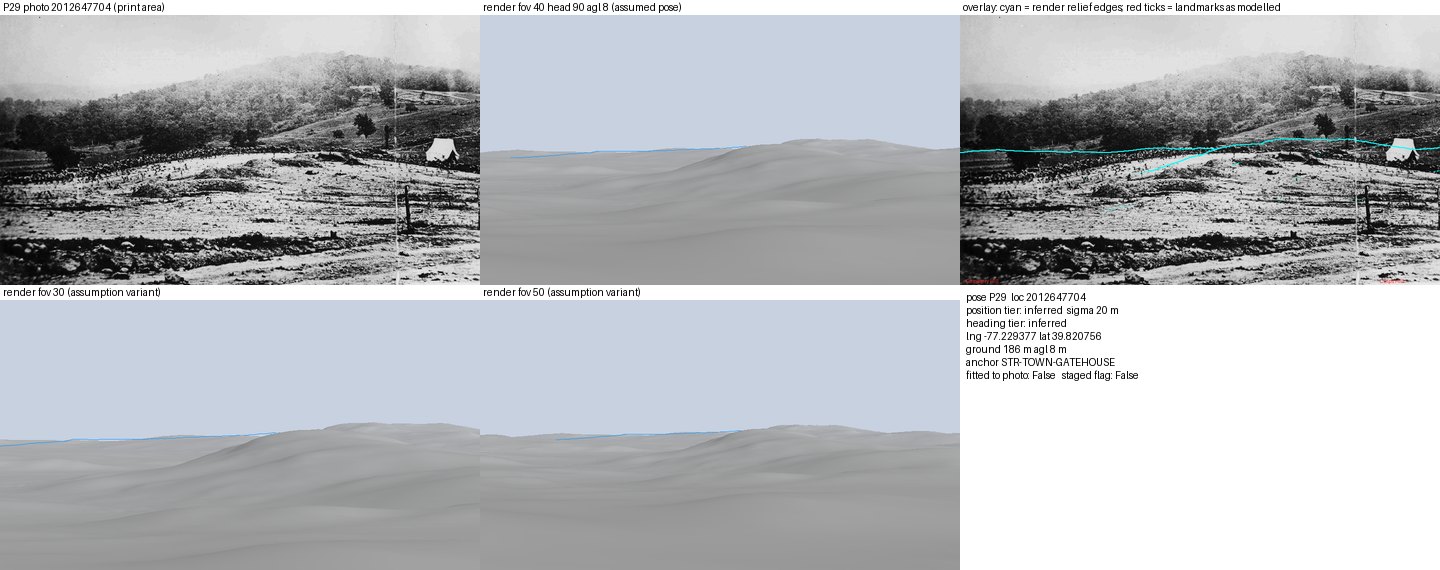 P29 photo 2012647704 (print area)
render fov 40 head 90 agl 8 (assumed pose)
overlay: cyan = render relief edges; red ticks = landmarks as modelled
render fov 30 (assumption variant)
render fov 50 (assumption variant)
pose P29 loc 2012647704
position tier: inferred sigma 20 m
heading tier: inferred
lng -77.229377 lat 39.820756
ground 186 m agl 8 m
anchor STR-TOWN-GATEHOUSE
fitted to photo: False staged flag: False